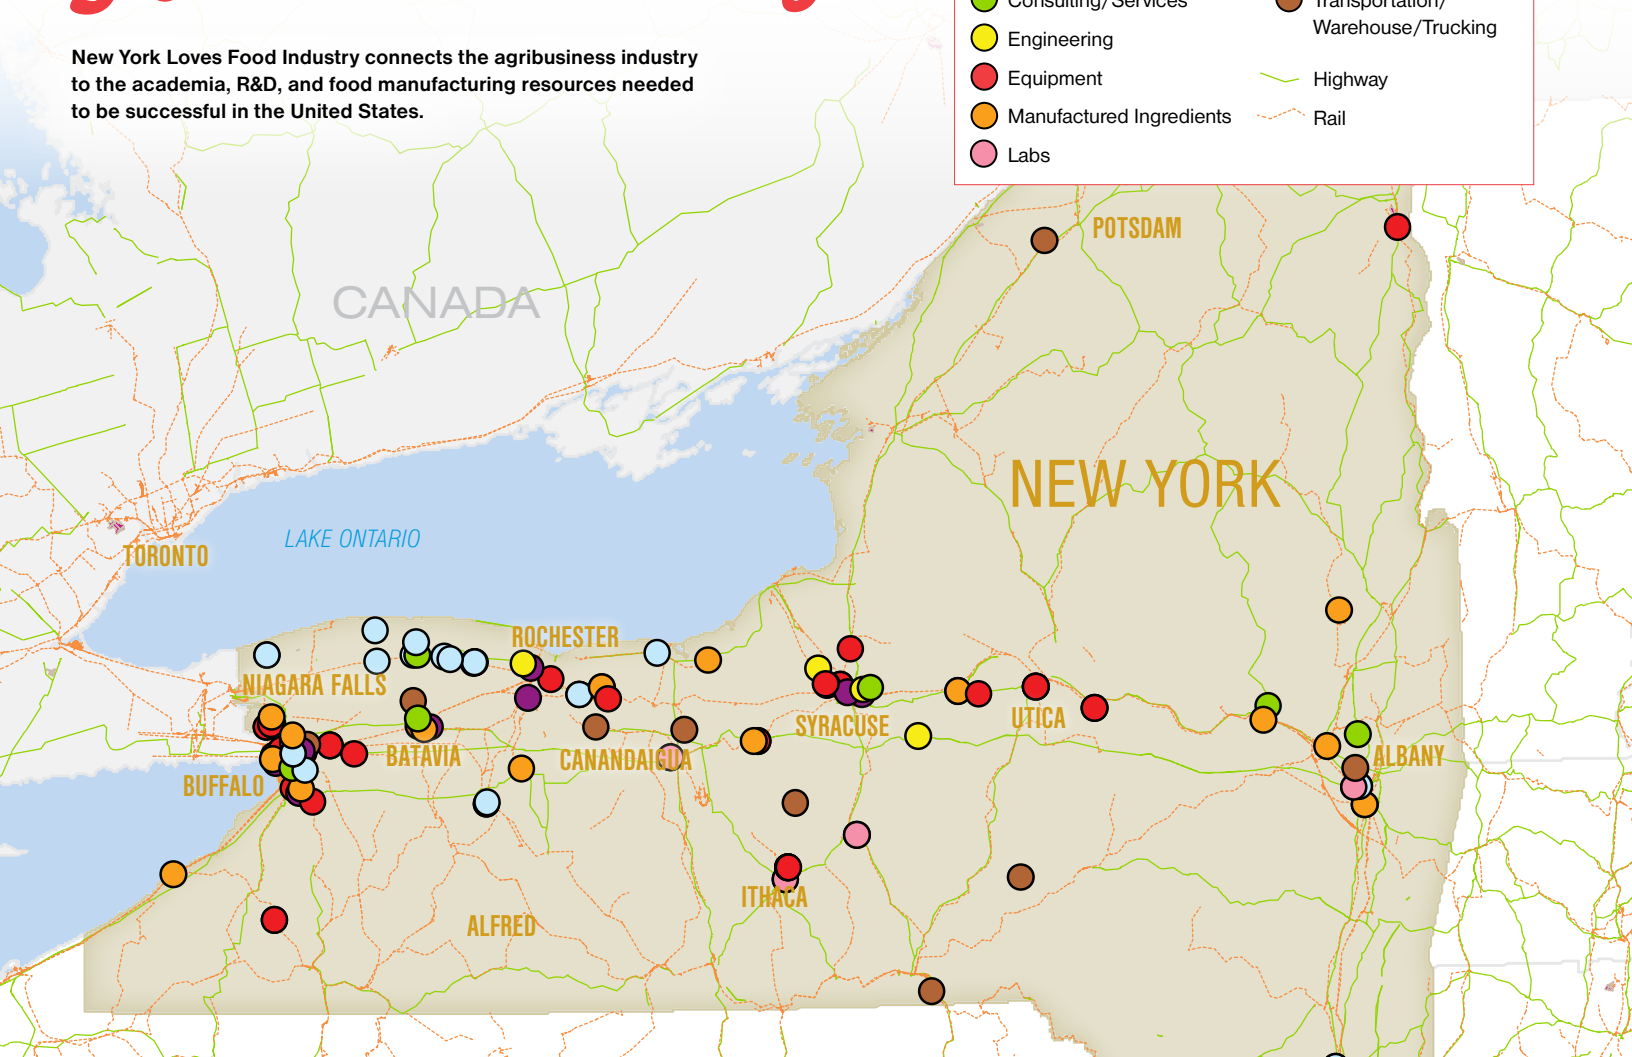 New York Loves Food Industry connects the agribusiness industry
to the academia, R&D, and food manufacturing resources needed
to be successful in the United States.
Consulting/Services
Engineering
Equipment
Manufactured Ingredients
Labs
Transportation/
Warehouse/Trucking
Highway
Rail
POTSDAM
CANADA
NEW YORK
LAKE ONTARIO
TORONTO
ROCHESTER
NIAGARA FALLS
SYRACUSE
UTICA
BATAVIA
CANANDAIGUA
ALBANY
BUFFALO
ITHACA
ALFRED